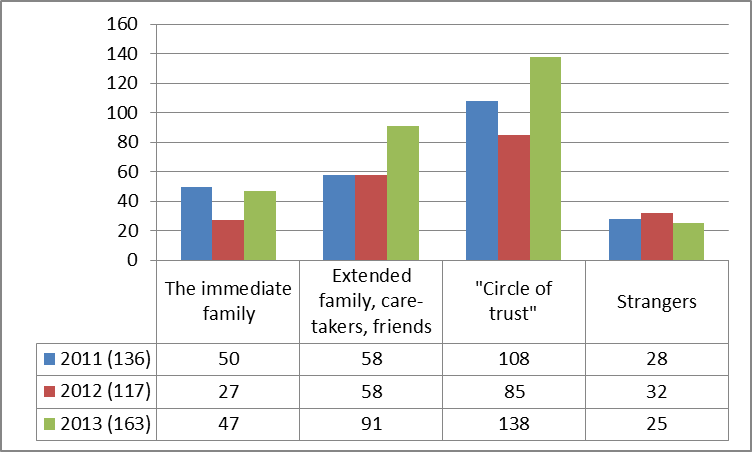 160
140
120
100
80
60
40
20
0
The immediate
family
Extended
family, care-
takers, friends
"Circle of
trust"
Strangers
2011 (136) 50 58 108 28
2012 (117) 27 58 85 32
2013 (163) 47 91 138 25